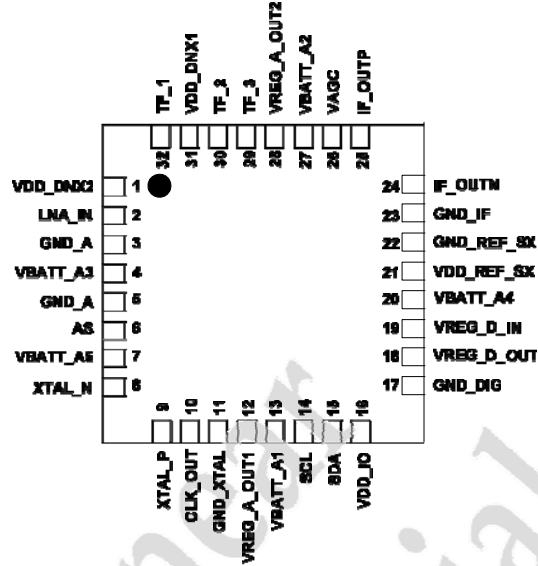 TF_1
VDD_DNX1
TF_2
TF_3
VREG_A_OUT2
VBATT_A2
VAGC
IF_OUTP
32
31
30
29
28
27
26
25
VDD_DNX2 1
LNA_IN 2
GND_A 3
VBATT_A3 4
GND_A 5
AS 6
VBATT_A5 7
XTAL_N 8
24 IF_OUTN
23 GND_IF
22 GND_REF_SX
21 VDD_REF_SX
20 VBATT_A4
19 VREG_D_IN
18 VREG_D_OUT
17 GND_DIG
9
10
11
12
13
14
15
16
XTAL_P
CLK_OUT
GND_XTAL
VREG_A_OUT1
VBATT_A1
SCL
SDA
VDD_IO